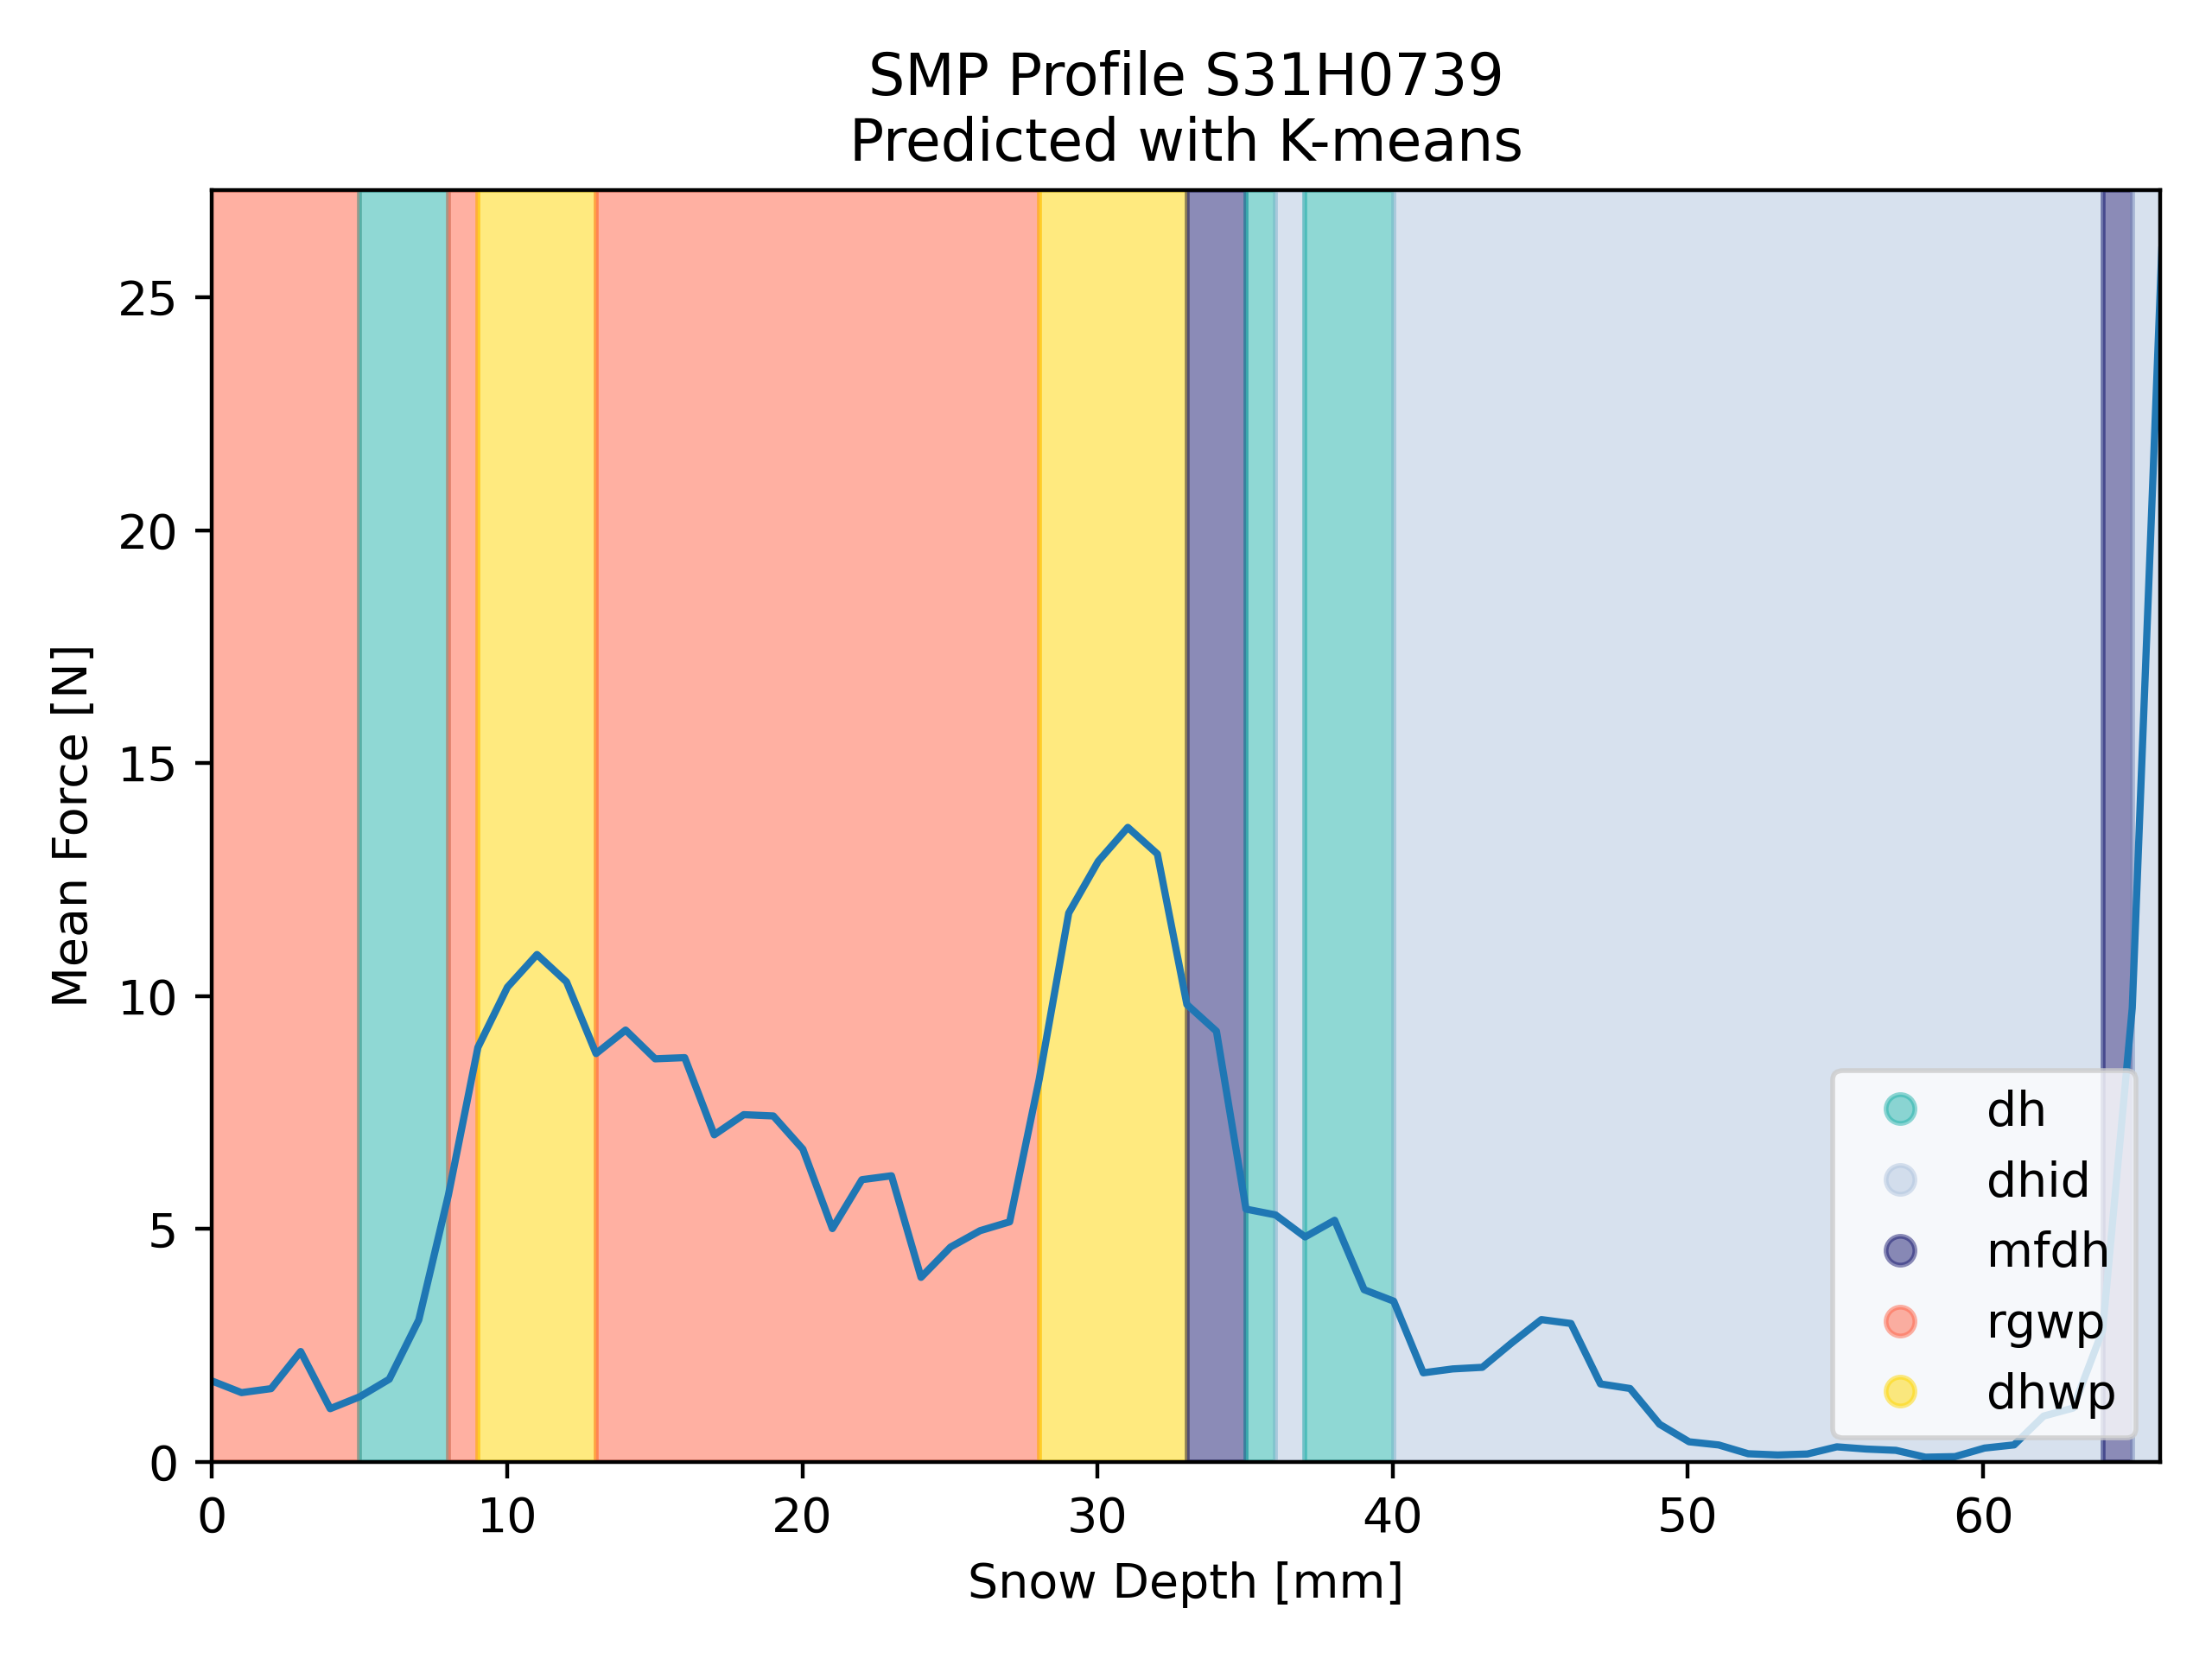 SMP Profile S31H0739
Predicted with K-means
Mean Force [N]
25
20
15
10
5
0
0 10 20 30 40 50 60
Snow Depth [mm]
dh
dhid
mfdh
rgwp
dhwp